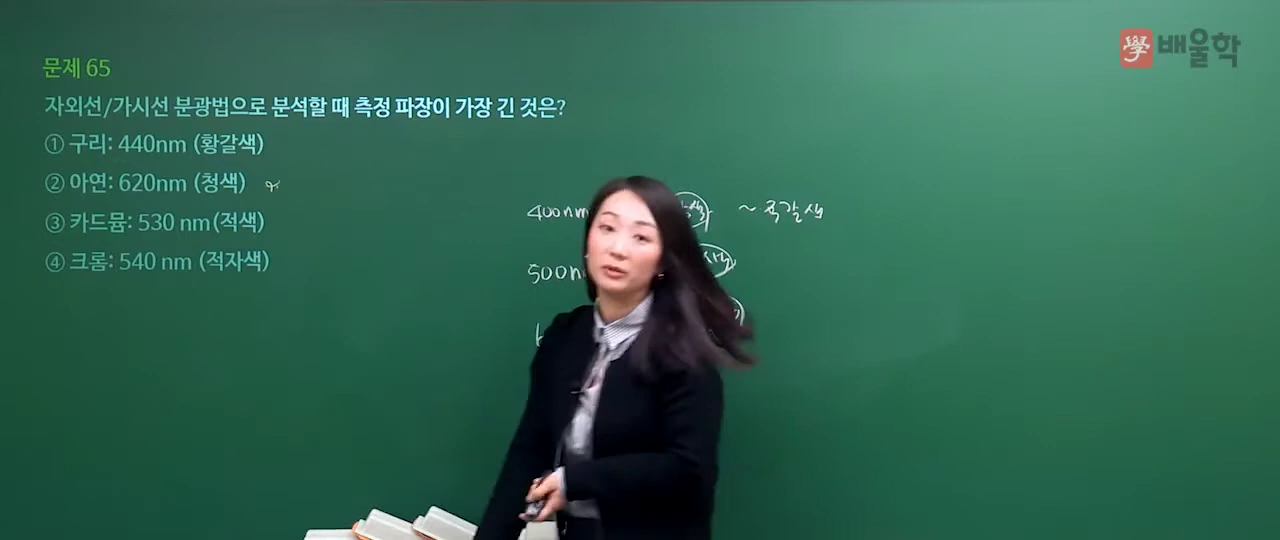 學 배울학
문제 65
자외선/가시선 분광법으로 분석할 때 측정 파장이 가장 긴 것은?
① 구리: 440nm (황갈색)
② 아연: 620nm (청색)
③ 카드뮴: 530 nm(적색)
④ 크롬: 540 nm (적자색)
400nm ~
500n